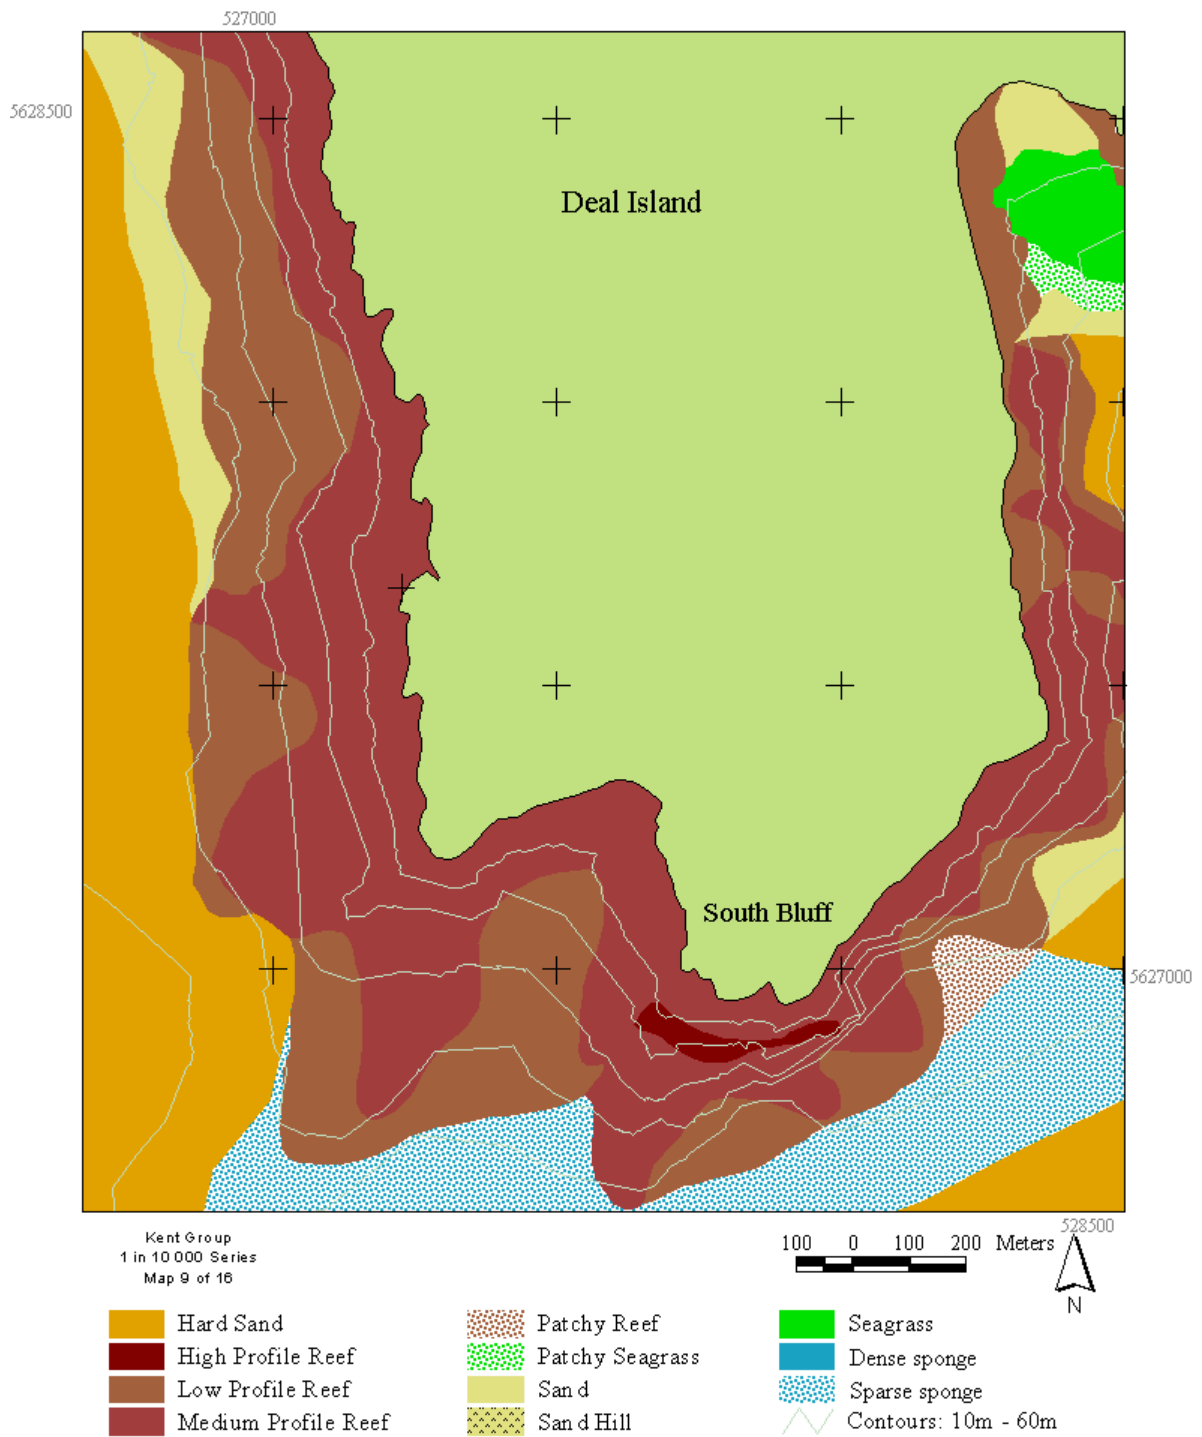 527000
5628500
Deal Island
South Bluff
5627000
528500
Kent Group
1 in 10 000 Series
Map 9 of 16
100 0 100 200 Meters
N
Hard Sand
High Profile Reef
Low Profile Reef
Medium Profile Reef
Patchy Reef
Patchy Seagrass
Sand
Sand Hill
Seagrass
Dense sponge
Sparse sponge
Contours: 10m - 60m